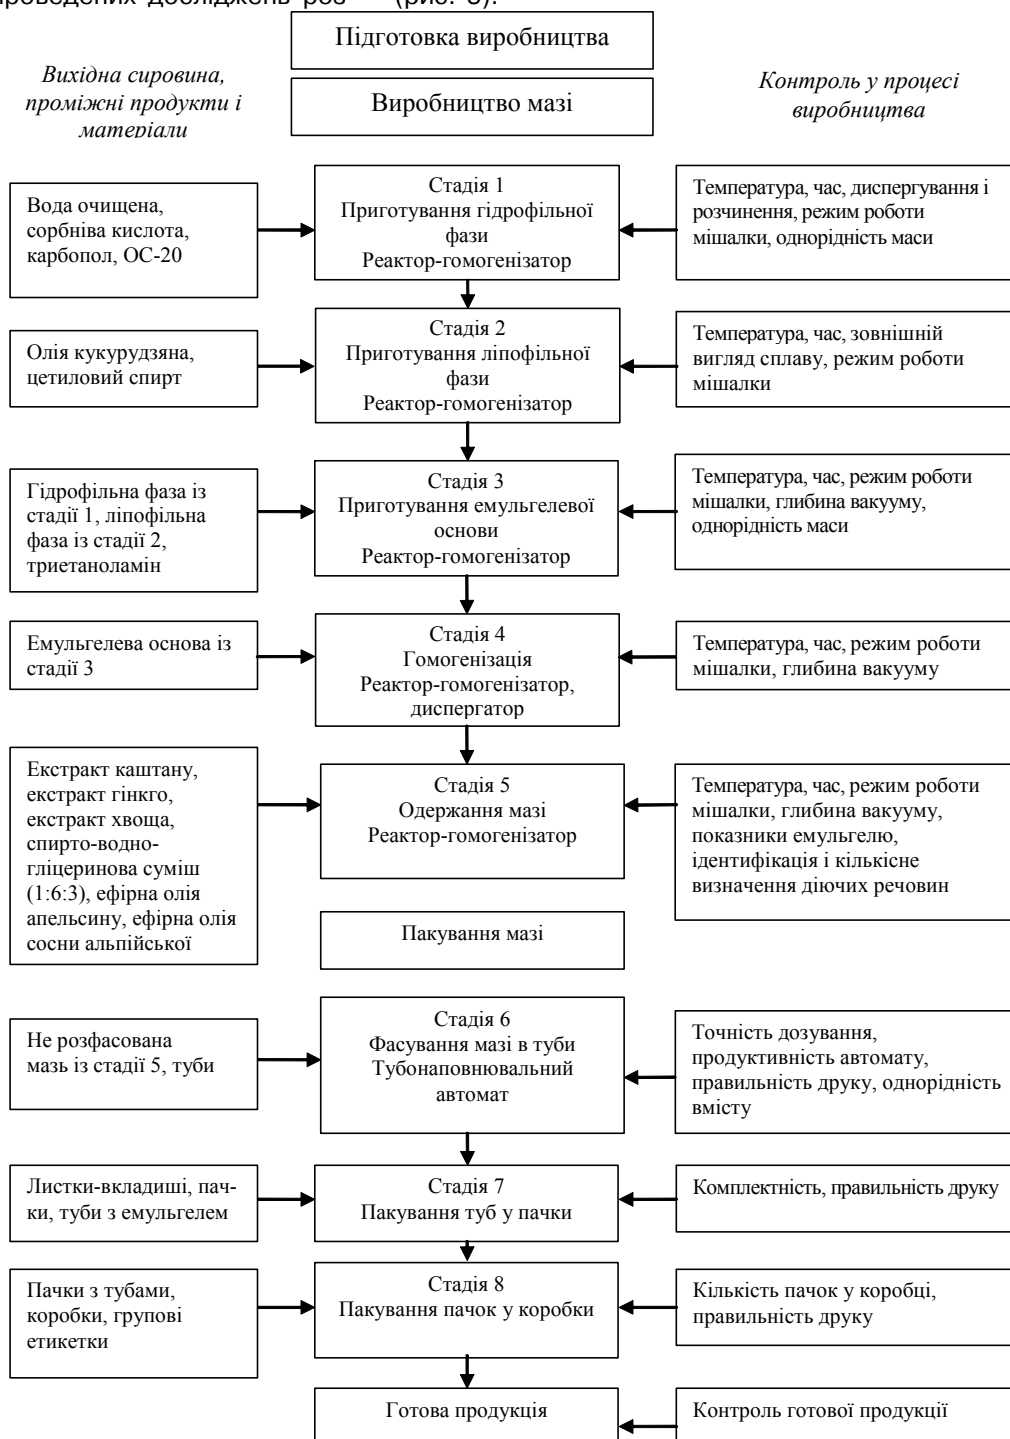 проведених досліджень роз- (рис. 3).
Підготовка виробництва
Вихідна сировина,
проміжні продукти і
матеріали
Виробництво мазі
Контроль у процесі
виробництва
Вода очищена,
сорбніва кислота,
карбопол, ОС-20
Стадія 1
Приготування гідрофільної
фази
Реактор-гомогенізатор
Температура, час, диспергування і
розчинення, режим роботи
мішалки, однорідність маси
Олія кукурудзяна,
цетиловий спирт
Стадія 2
Приготування ліпофільної
фази
Реактор-гомогенізатор
Температура, час, зовнішній
вигляд сплаву, режим роботи
мішалки
Гідрофільна фаза із
стадії 1, ліпофільна
фаза із стадії 2,
триетаноламін
Стадія 3
Приготування емульгелевої
основи
Реактор-гомогенізатор
Температура, час, режим роботи
мішалки, глибина вакууму,
однорідність маси
Емульгелева основа із
стадії 3
Стадія 4
Гомогенізація
Реактор-гомогенізатор,
диспергатор
Температура, час, режим роботи
мішалки, глибина вакууму
Екстракт каштану,
екстракт гінкго,
екстракт хвоща,
спирто-водно-
гліцеринова суміш
(1:6:3), ефірна олія
апельсину, ефірна олія
сосни альпійської
Стадія 5
Одержання мазі
Реактор-гомогенізатор
Температура, час, режим роботи
мішалки, глибина вакууму,
показники емульгелю,
ідентифікація і кількісне
визначення діючих речовин
Пакування мазі
Не розфасована
мазь із стадії 5, туби
Стадія 6
Фасування мазі в туби
Тубонаповнювальний
автомат
Точність дозування,
продуктивність автомату,
правильність друку, однорідність
вмісту
Листки-вкладиші, пач-
ки, туби з емульгелем
Стадія 7
Пакування туб у пачки
Комплектність, правильність друку
Пачки з тубами,
коробки, групові
етикетки
Стадія 8
Пакування пачок у коробки
Кількість пачок у коробці,
правильність друку
Готова продукція
Контроль готової продукції